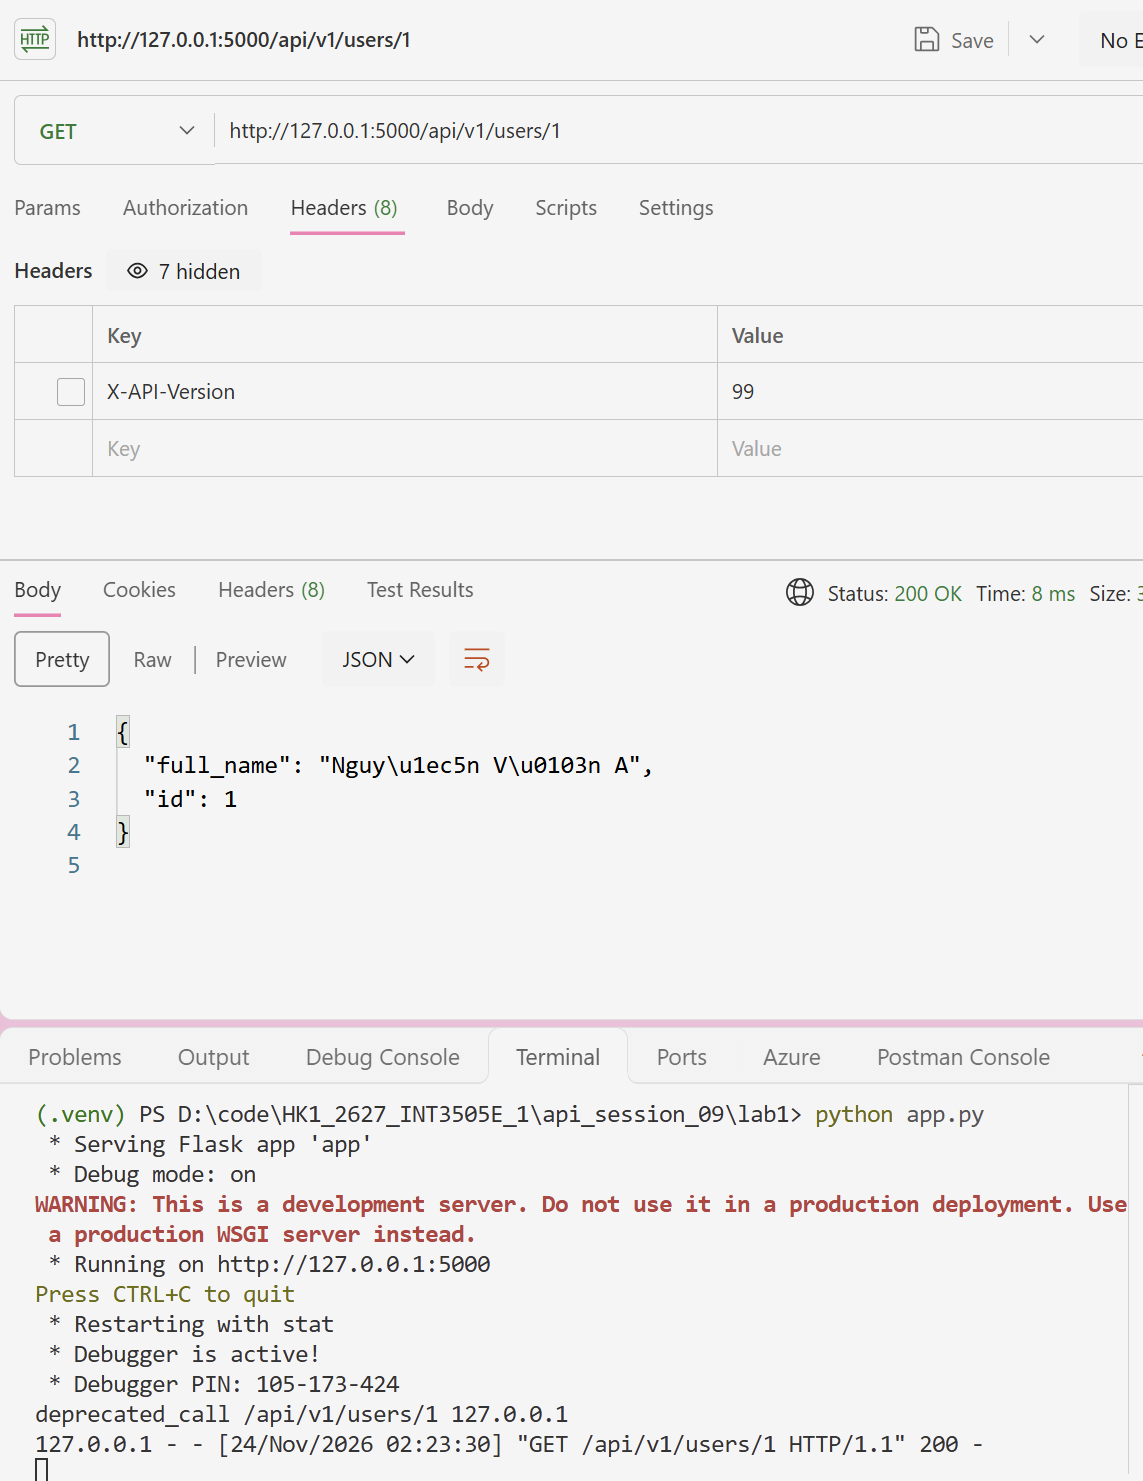 HTTP http://127.0.0.1:5000/api/v1/users/1 Save No E
GET http://127.0.0.1:5000/api/v1/users/1
Params Authorization Headers (8) Body Scripts Settings
Headers 7 hidden
Key Value
X-API-Version 99
Key Value
Body Cookies Headers (8) Test Results Status: 200 OK Time: 8 ms Size: 3
Pretty Raw Preview JSON
1 {
2 "full_name": "Nguy\u1ec5n V\u0103n A",
3 "id": 1
4 }
5
Problems Output Debug Console Terminal Ports Azure Postman Console
(.venv) PS D:\code\HK1_2627_INT3505E_1\api_session_09\lab1> python app.py
* Serving Flask app 'app'
* Debug mode: on
WARNING: This is a development server. Do not use it in a production deployment. Use
a production WSGI server instead.
* Running on http://127.0.0.1:5000
Press CTRL+C to quit
* Restarting with stat
* Debugger is active!
* Debugger PIN: 105-173-424
deprecated_call /api/v1/users/1 127.0.0.1
127.0.0.1 - - [24/Nov/2026 02:23:30] "GET /api/v1/users/1 HTTP/1.1" 200 -